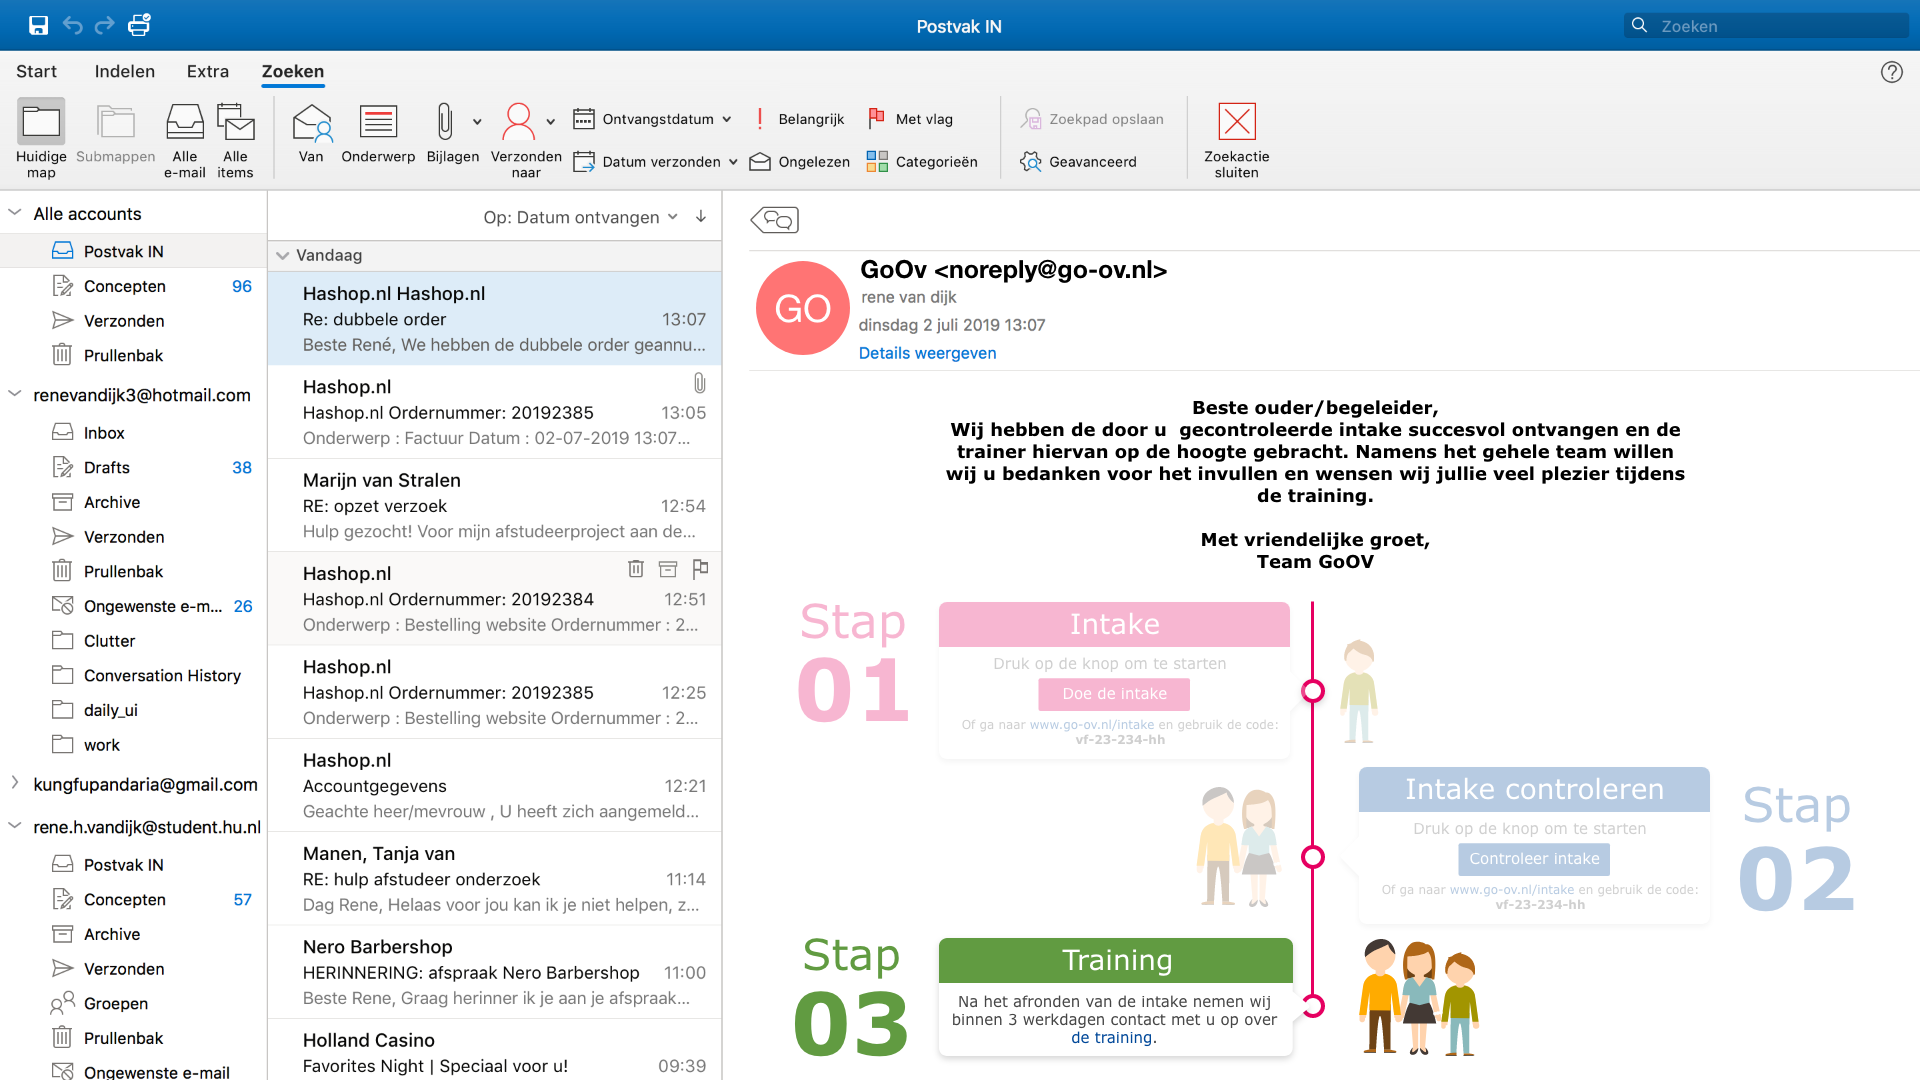 Postvak IN
Zoeken
Start
Indelen
Extra
Zoeken
Huidige map
Submappen
Alle e-mail
Alle items
Van
Onderwerp
Bijlagen
Verzonden naar
Ontvangstdatum
Datum verzonden
Belangrijk
Ongelezen
Met vlag
Categorieën
Zoekpad opslaan
Geavanceerd
Zoekactie sluiten
Alle accounts
Postvak IN
Concepten 96
Verzonden
Prullenbak
renevandijk3@hotmail.com
Inbox
Drafts 38
Archive
Verzonden
Prullenbak
Ongewenste e-m... 26
Clutter
Conversation History
daily_ui
work
kungfupandaria@gmail.com
rene.h.vandijk@student.hu.nl
Postvak IN
Concepten 57
Archive
Verzonden
Groepen
Prullenbak
Ongewenste e-mail
Op: Datum ontvangen
Vandaag
Hashop.nl Hashop.nl
Re: dubbele order 13:07
Beste René, We hebben de dubbele order geannu...
Hashop.nl
Hashop.nl Ordernummer: 20192385 13:05
Onderwerp : Factuur Datum : 02-07-2019 13:07...
Marijn van Stralen
RE: opzet verzoek 12:54
Hulp gezocht! Voor mijn afstudeerproject aan de...
Hashop.nl
Hashop.nl Ordernummer: 20192384 12:51
Onderwerp : Bestelling website Ordernummer : 2...
Hashop.nl
Hashop.nl Ordernummer: 20192385 12:25
Onderwerp : Bestelling website Ordernummer : 2...
Hashop.nl
Accountgegevens 12:21
Geachte heer/mevrouw , U heeft zich aangemeld...
Manen, Tanja van
RE: hulp afstudeer onderzoek 11:14
Dag Rene, Helaas voor jou kan ik je niet helpen, z...
Nero Barbershop
HERINNERING: afspraak Nero Barbershop 11:00
Beste Rene, Graag herinner ik je aan je afspraak...
Holland Casino
Favorites Night | Speciaal voor u! 09:39
GO
GoOv <noreply@go-ov.nl>
rene van dijk
dinsdag 2 juli 2019 13:07
Details weergeven
Beste ouder/begeleider,
Wij hebben de door u gecontroleerde intake succesvol ontvangen en de
trainer hiervan op de hoogte gebracht. Namens het gehele team willen
wij u bedanken voor het invullen en wensen wij jullie veel plezier tijdens
de training.
Met vriendelijke groet,
Team GoOV
Stap
01
Intake
Druk op de knop om te starten
Doe de intake
Of ga naar www.go-ov.nl/intake en gebruik de code:
vf-23-234-hh
Intake controleren
Druk op de knop om te starten
Controleer intake
Of ga naar www.go-ov.nl/intake en gebruik de code:
vf-23-234-hh
Stap
02
Stap
03
Training
Na het afronden van de intake nemen wij
binnen 3 werkdagen contact met u op over
de training.